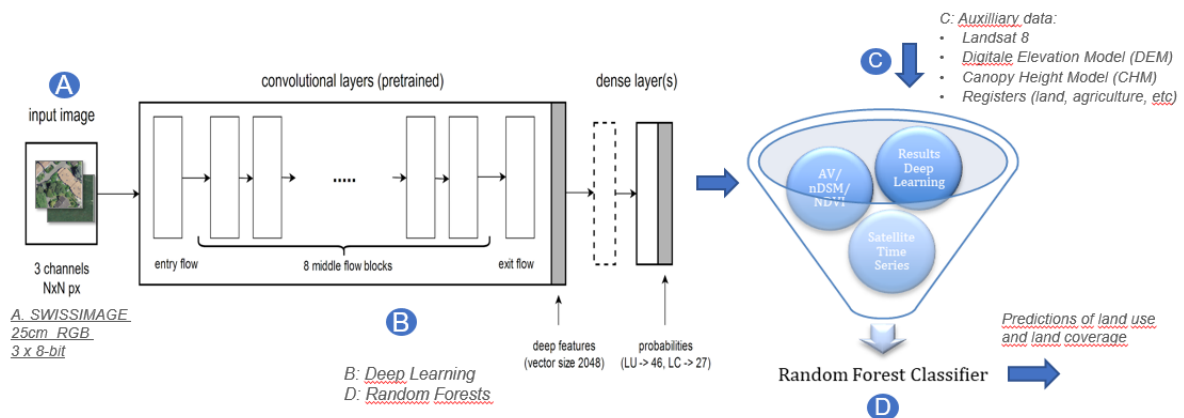 A
input image
3 channels
NxN px
A. SWISSIMAGE
25cm RGB
3 x 8-bit
convolutional layers (pretrained)
.....
entry flow
8 middle flow blocks
exit flow
dense layer(s)
B
deep features
(vector size 2048)
probabilities
(LU -> 46, LC -> 27)
B: Deep Learning
D: Random Forests
C
C: Auxilliary data:
• Landsat 8
• Digitale Elevation Model (DEM)
• Canopy Height Model (CHM)
• Registers (land, agriculture, etc)
AV/
nDSM/
NDVI
Results
Deep
Learning
Satellite
Time
Series
Random Forest Classifier
D
Predictions of land use
and land coverage